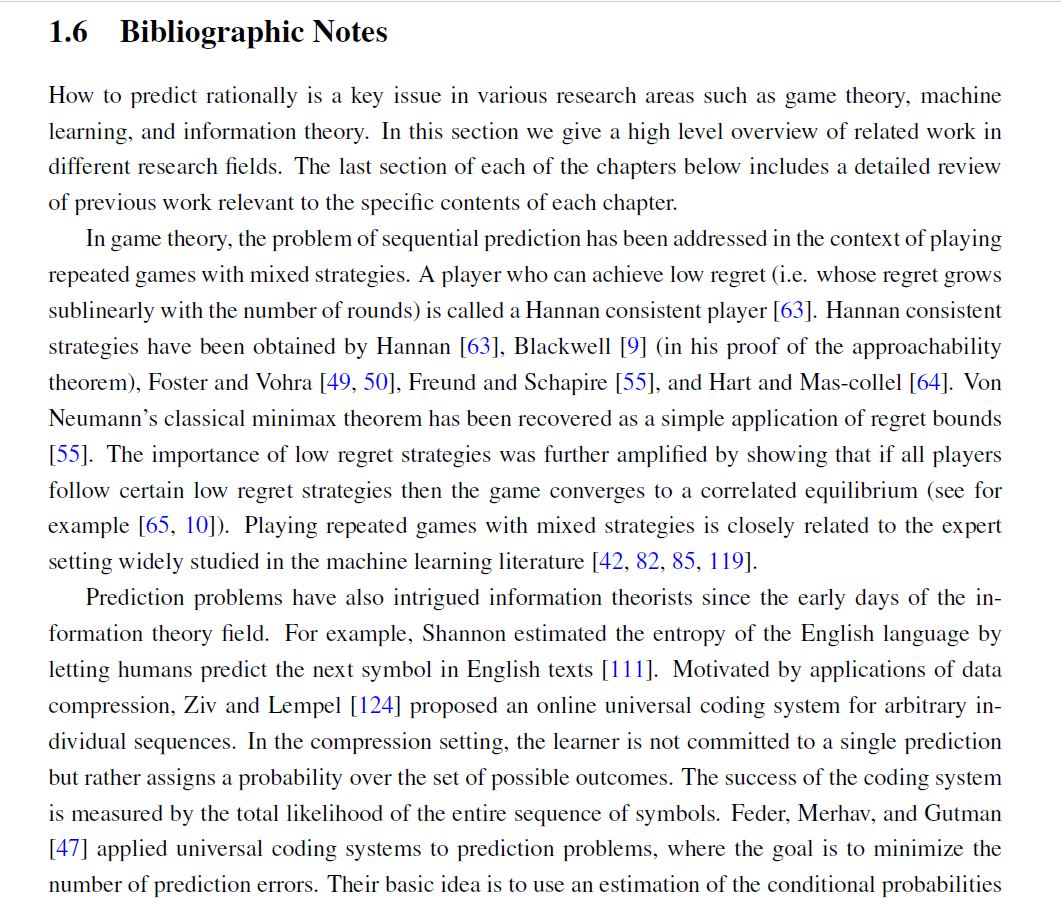 1.6 Bibliographic Notes
How to predict rationally is a key issue in various research areas such as game theory, machine
learning, and information theory. In this section we give a high level overview of related work in
different research fields. The last section of each of the chapters below includes a detailed review
of previous work relevant to the specific contents of each chapter.
In game theory, the problem of sequential prediction has been addressed in the context of playing
repeated games with mixed strategies. A player who can achieve low regret (i.e. whose regret grows
sublinearly with the number of rounds) is called a Hannan consistent player [63]. Hannan consistent
strategies have been obtained by Hannan [63], Blackwell [9] (in his proof of the approachability
theorem), Foster and Vohra [49, 50], Freund and Schapire [55], and Hart and Mas-collel [64]. Von
Neumann's classical minimax theorem has been recovered as a simple application of regret bounds
[55]. The importance of low regret strategies was further amplified by showing that if all players
follow certain low regret strategies then the game converges to a correlated equilibrium (see for
example [65, 10]). Playing repeated games with mixed strategies is closely related to the expert
setting widely studied in the machine learning literature [42, 82, 85, 119].
Prediction problems have also intrigued information theorists since the early days of the in-
formation theory field. For example, Shannon estimated the entropy of the English language by
letting humans predict the next symbol in English texts [111]. Motivated by applications of data
compression, Ziv and Lempel [124] proposed an online universal coding system for arbitrary in-
dividual sequences. In the compression setting, the learner is not committed to a single prediction
but rather assigns a probability over the set of possible outcomes. The success of the coding system
is measured by the total likelihood of the entire sequence of symbols. Feder, Merhav, and Gutman
[47] applied universal coding systems to prediction problems, where the goal is to minimize the
number of prediction errors. Their basic idea is to use an estimation of the conditional probabilities